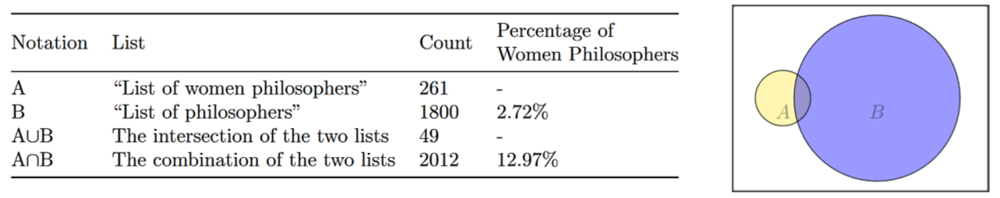 Notation List Count Percentage of Women Philosophers
A “List of women philosophers” 261 -
B “List of philosophers” 1800 2.72%
A∪B The intersection of the two lists 49 -
A∩B The combination of the two lists 2012 12.97%
A B